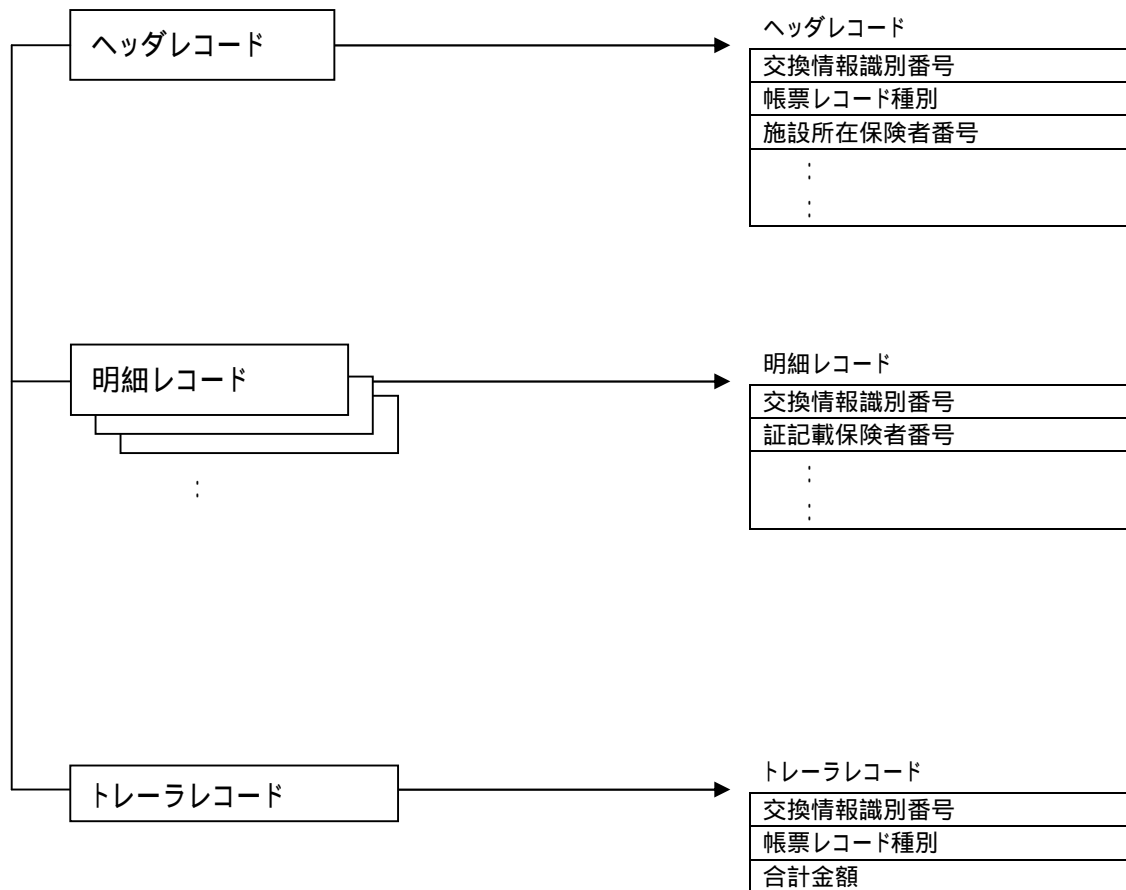 ヘッダレコード
ヘッダレコード
交換情報識別番号
帳票レコード種別
施設所在保険者番号
:
:
明細レコード
:
明細レコード
交換情報識別番号
証記載保険者番号
:
:
トレーラレコード
トレーラレコード
交換情報識別番号
帳票レコード種別
合計金額